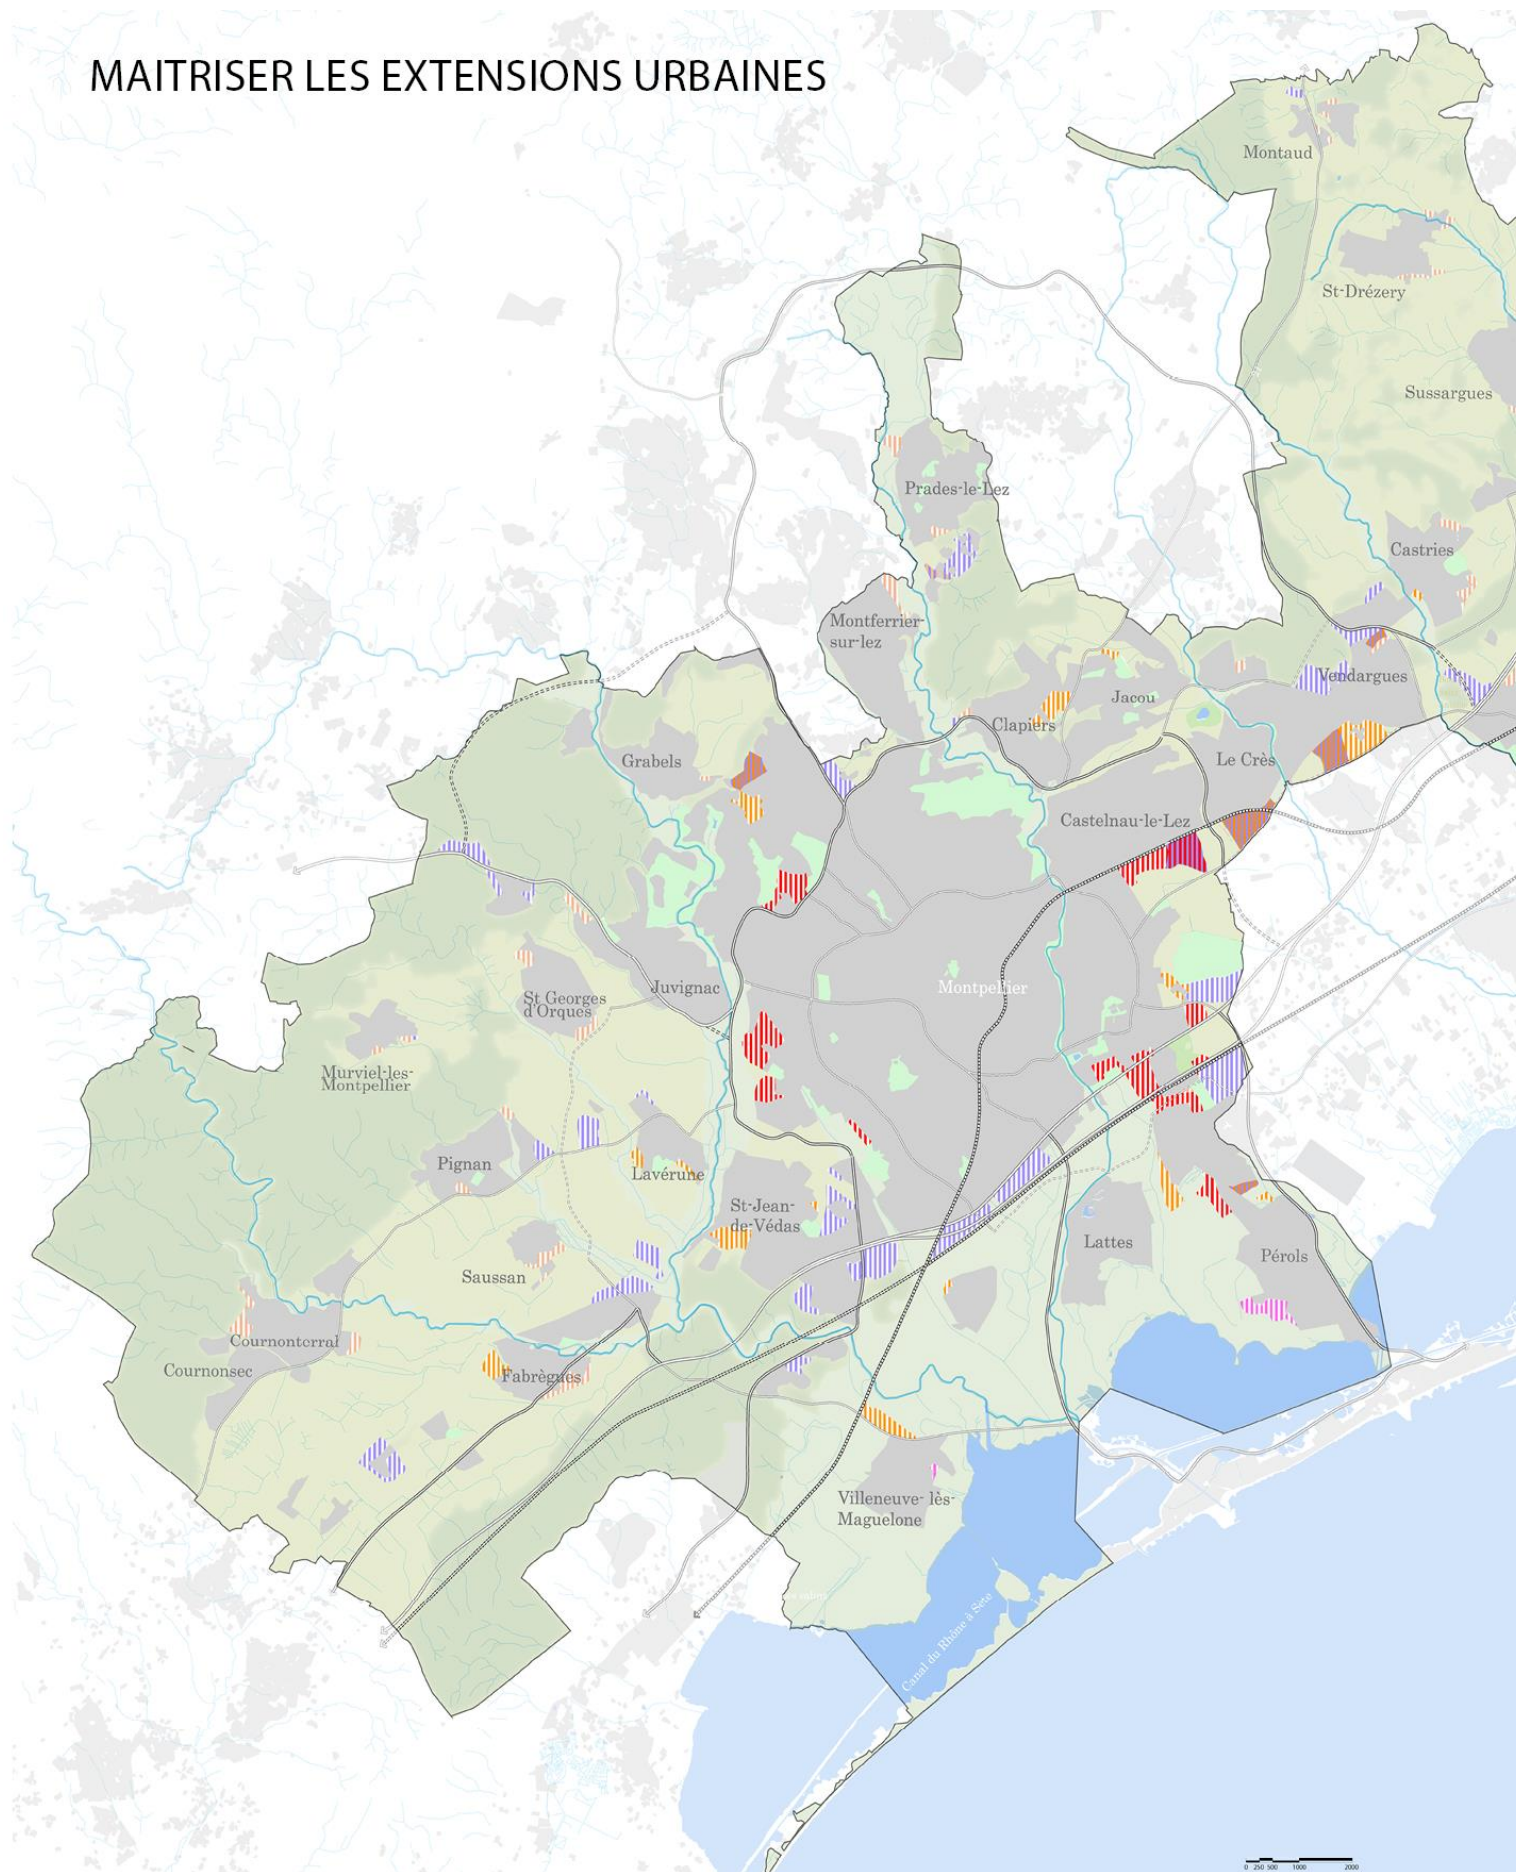 MAITRISER LES EXTENSIONS URBAINES
Montaud
St-Drézery
Sussargues
Prades-le-Lez
Castries
Montferrier-
sur-lez
Vendargues
Jacou
Clapiers
Grabels
Le Crès
Castelnau-le-Lez
Montpellier
Juvignac
St Georges
d'Orques
Murviel-les-
Montpellier
Pignan
Lavérune
St-Jean-
de-Védas
Lattes
Pérols
Saussan
Cournonterral
Cournonsec
Fabrègues
Villeneuve- lès-
Maguelone
Canal du Rhône à Sète
0 250 500 1000 2000